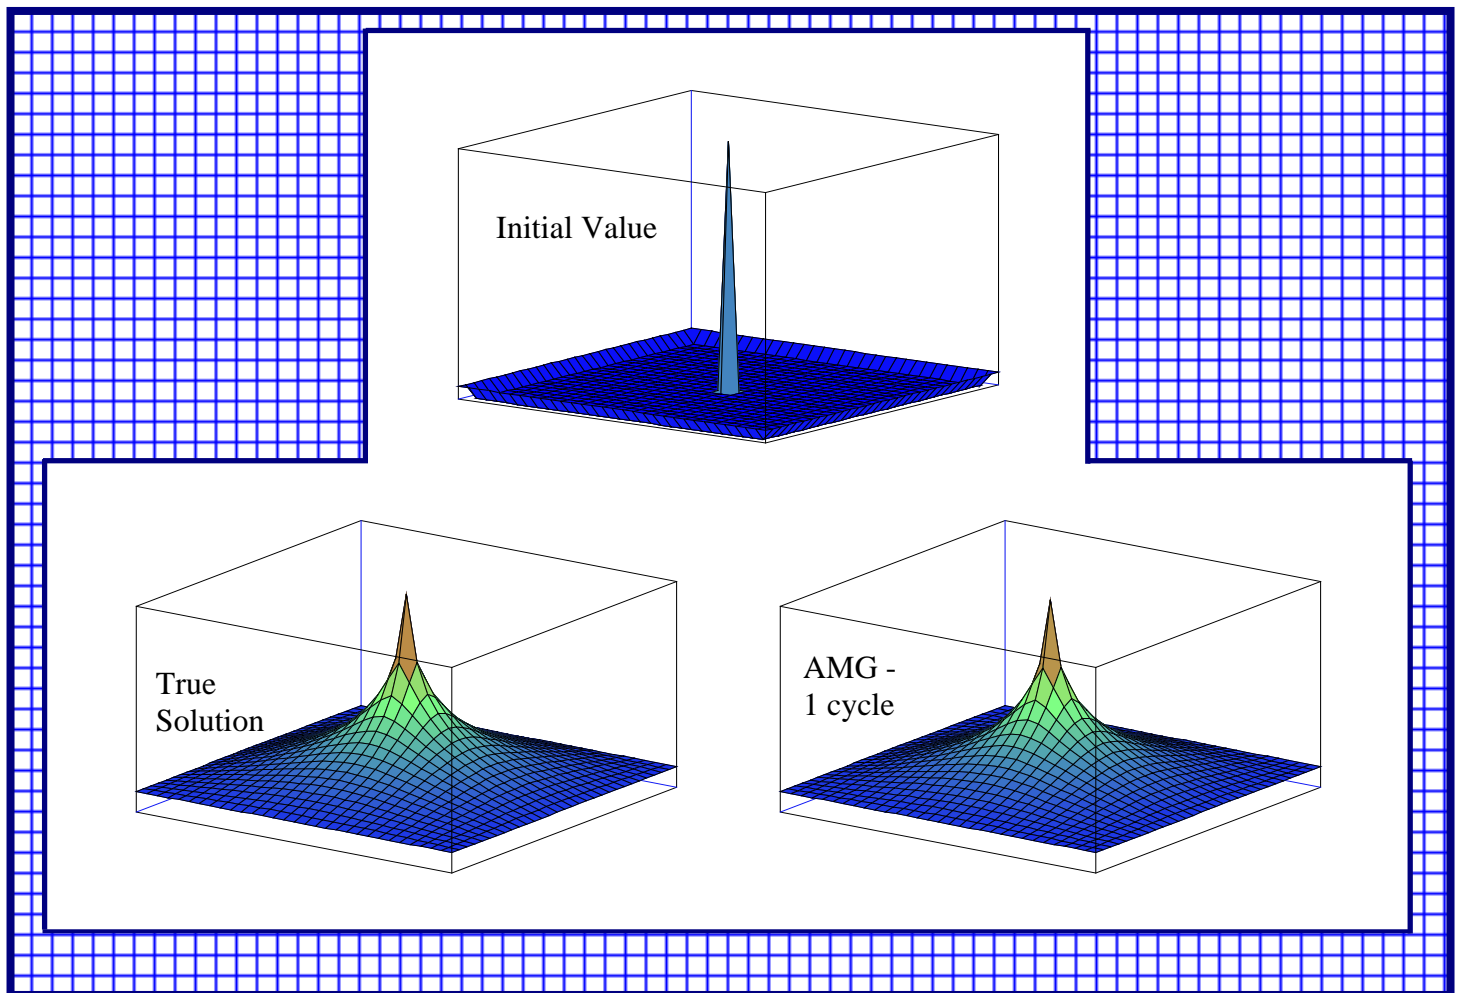 Initial Value
True
Solution
AMG -
1 cycle